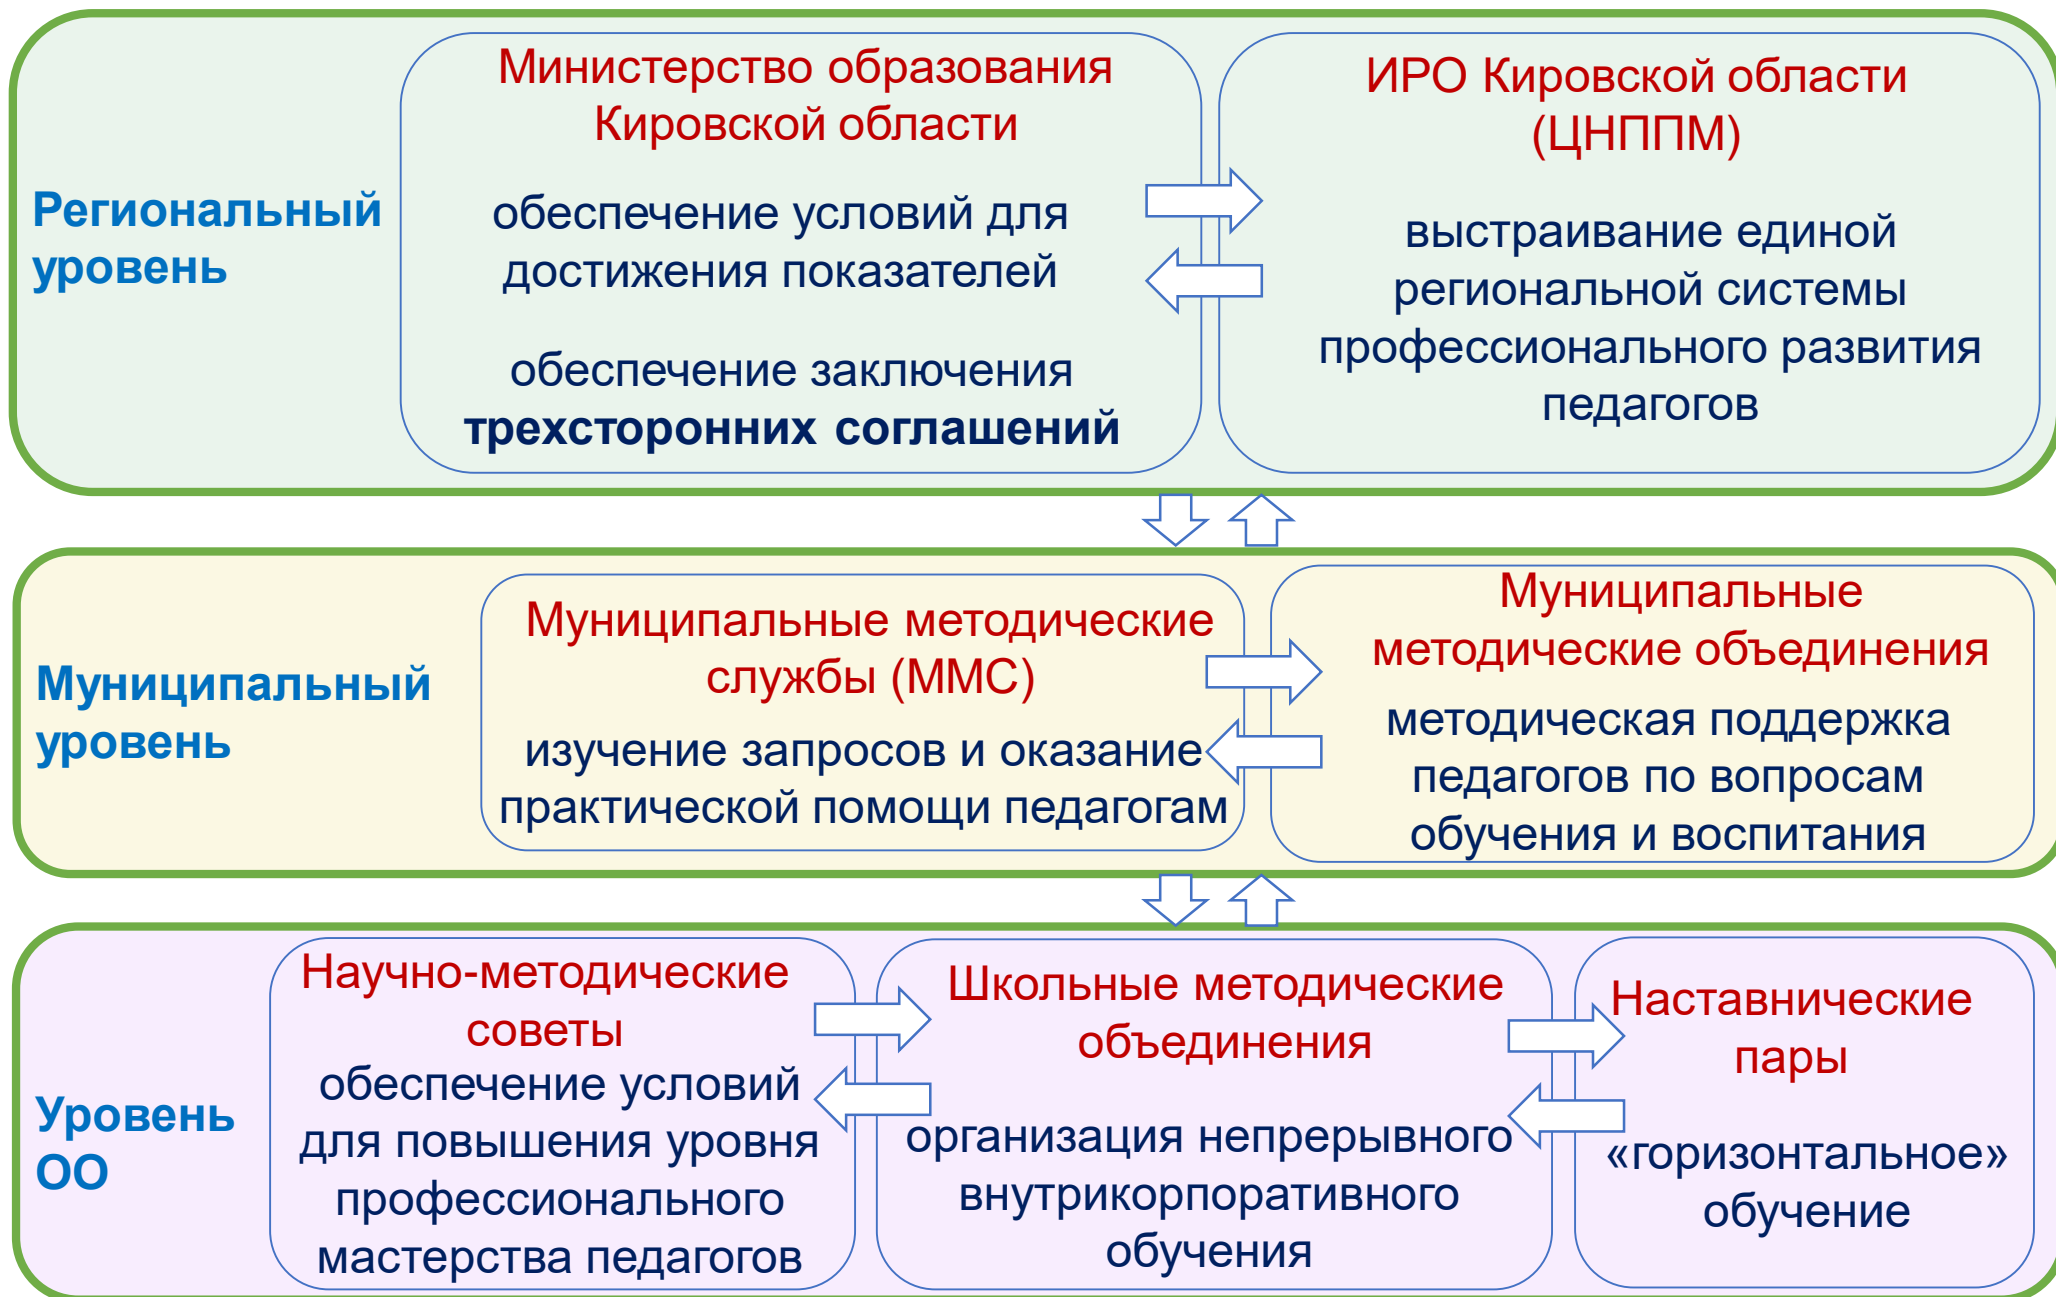 Региональный
уровень
Министерство образования
Кировской области
обеспечение условий для
достижения показателей
обеспечение заключения
трехсторонних соглашений
ИРО Кировской области
(ЦНППМ)
выстраивание единой
региональной системы
профессионального развития
педагогов
Муниципальный
уровень
Муниципальные методические
службы (ММС)
изучение запросов и оказание
практической помощи педагогам
Муниципальные
методические объединения
методическая поддержка
педагогов по вопросам
обучения и воспитания
Уровень
ОО
Научно-методические
советы
обеспечение условий
для повышения уровня
профессионального
мастерства педагогов
Школьные методические
объединения
организация непрерывного
внутрикорпоративного
обучения
Наставнические
пары
«горизонтальное»
обучение